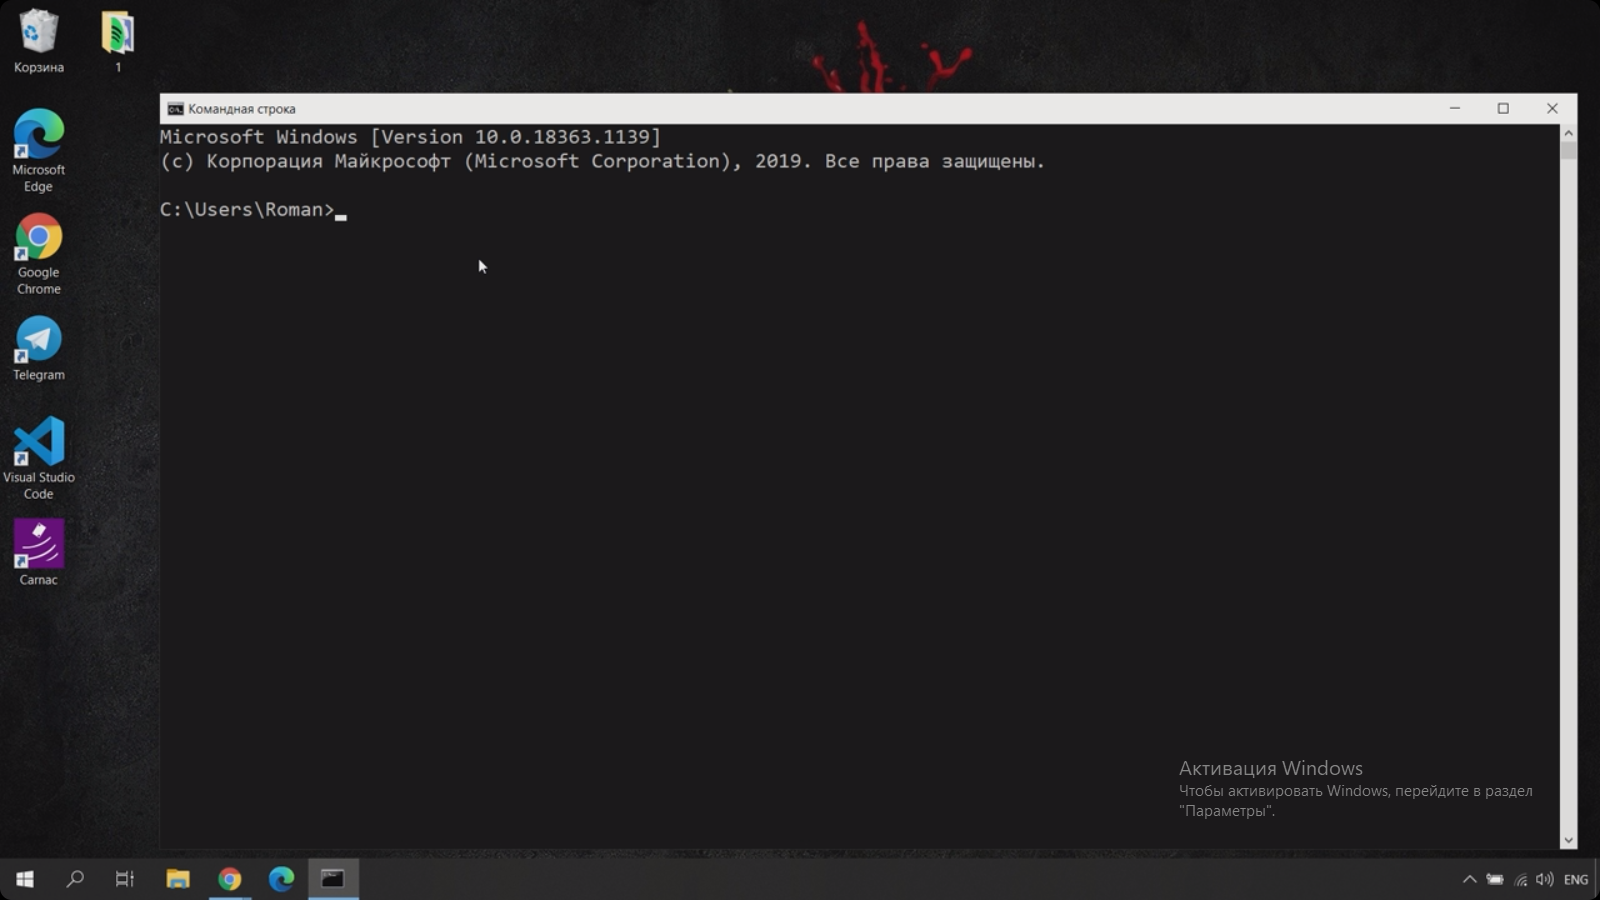 Корзина
1
Microsoft
Edge
Google
Chrome
Telegram
Visual Studio
Code
Carnac
Командная строка
Microsoft Windows [Version 10.0.18363.1139]
(c) Корпорация Майкрософт (Microsoft Corporation), 2019. Все права защищены.
C:\Users\Roman>
Активация Windows
Чтобы активировать Windows, перейдите в раздел
"Параметры".
ENG